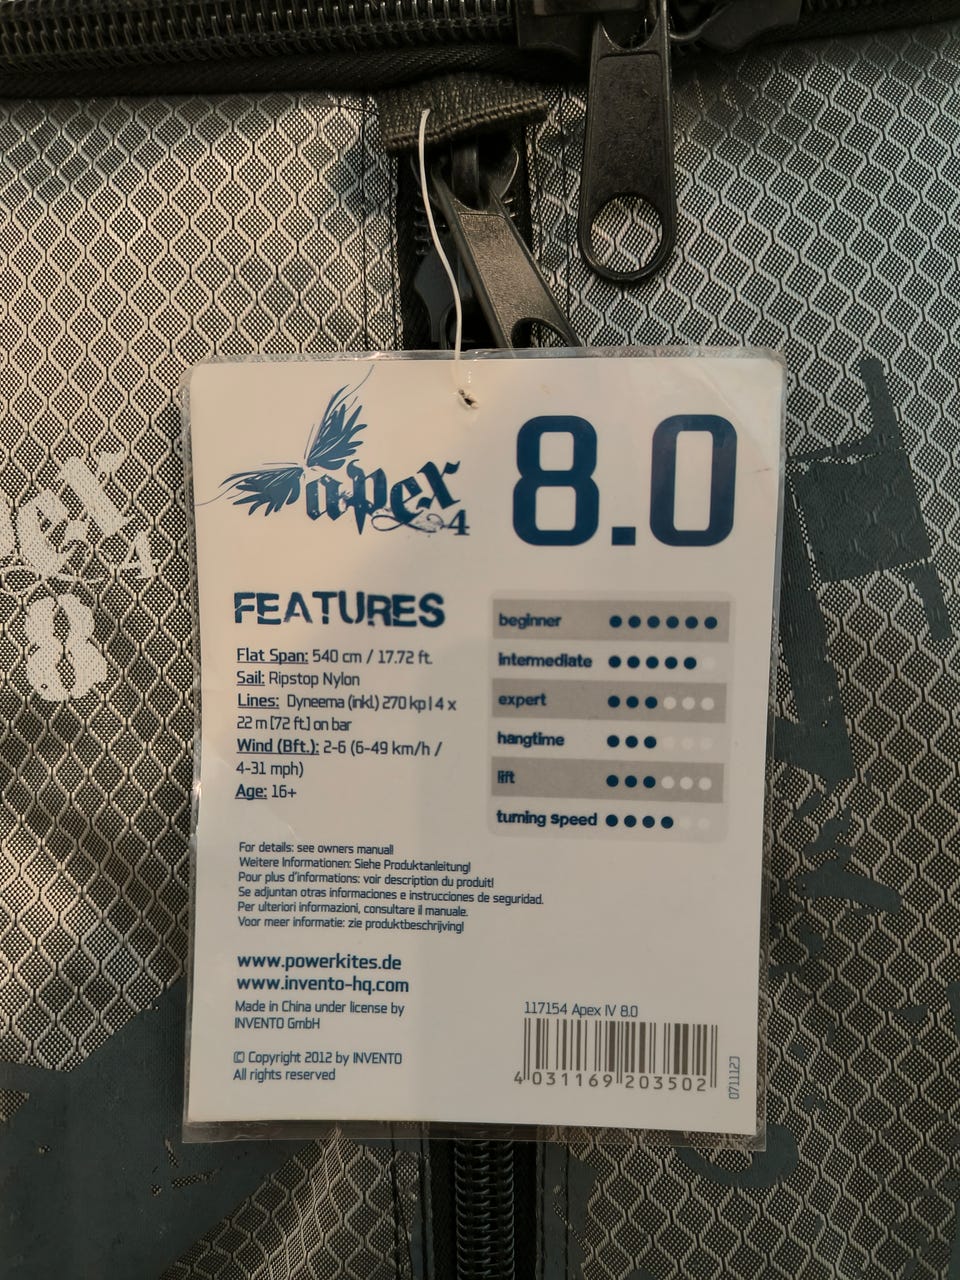 apex 4
8.0
FEATURES
Flat Span: 540 cm / 17.72 ft.
Sail: Ripstop Nylon
Lines: Dyneema (inkl.) 270 kp | 4 x
22 m [72 ft.] on bar
Wind (Bft.): 2-6 (6-49 km/h /
4-31 mph)
Age: 16+
beginner
intermediate
expert
hangtime
lift
turning speed
For details: see owners manual!
Weitere Informationen: Siehe Produktanleitung!
Pour plus d'informations: voir description du produit!
Se adjuntan otras informaciones e instrucciones de seguridad.
Per ulteriori informazioni, consultare il manuale.
Voor meer informatie: zie produktbeschrijving!
www.powerkites.de
www.invento-hq.com
Made in China under license by
INVENTO GmbH
© Copyright 2012 by INVENTO
All rights reserved
117154 Apex IV 8.0
4 031169 203502
0711123
pex
4
8